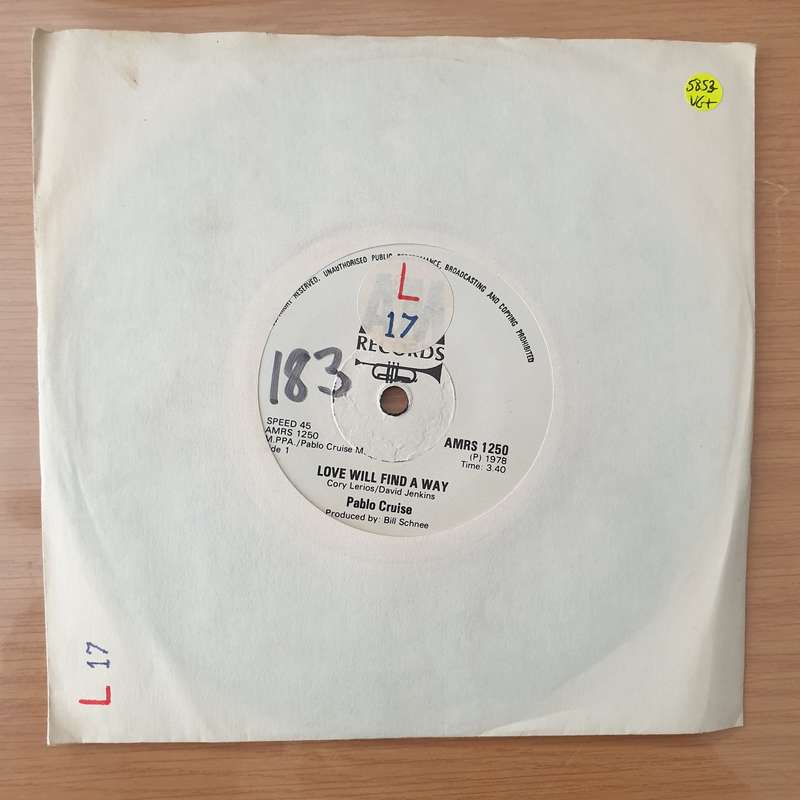 5853
VG+
RESERVED, UNAUTHORISED PUBLIC PERFORMANCE, BROADCASTING AND COPYING PROHIBITED
L
17
RECORDS
183
SPEED 45
AMRS 1250
M.PPA./Pablo Cruise M.
de 1
AMRS 1250
(P) 1978
Time: 3.40
LOVE WILL FIND A WAY
Cory Lerios/David Jenkins
Pablo Cruise
Produced by: Bill Schnee
L 17